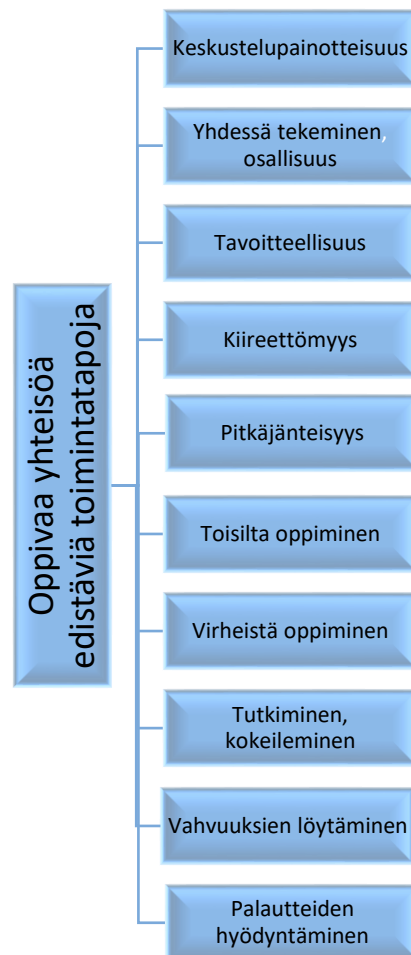 Oppivaa yhteisöä
edistäviä toimintatapoja
Keskustelupainotteisuus
Yhdessä tekeminen,
osallisuus
Tavoitteellisuus
Kiireettömyys
Pitkäjänteisyys
Toisilta oppiminen
Virheistä oppiminen
Tutkiminen,
kokeileminen
Vahvuuksien löytäminen
Palautteiden
hyödyntäminen